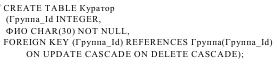 CREATE TABLE Куратор
(Группа_Id INTEGER,
ФИО CHAR(30) NOT NULL,
FOREIGN KEY (Группа_Id) REFERENCES Группа(Группа_Id)
ON UPDATE CASCADE ON DELETE CASCADE);